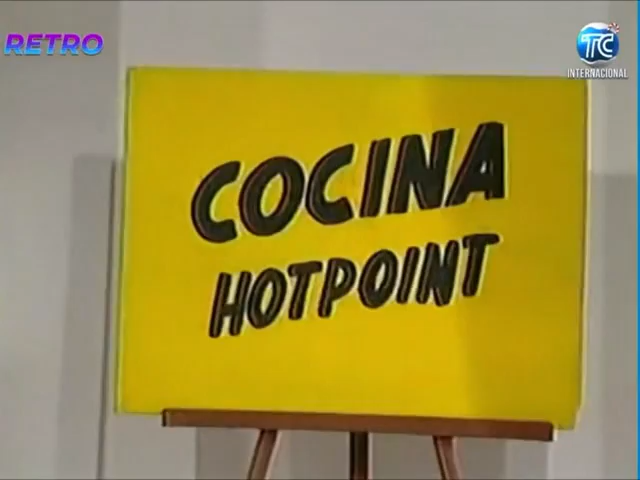 RETRO
TC
INTERNACIONAL
COCINA
HOTPOINT